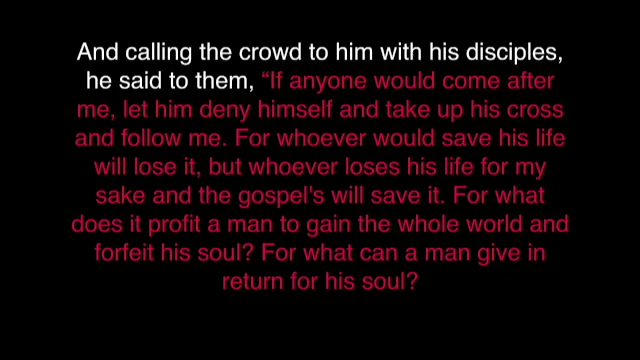 And calling the crowd to him with his disciples,
he said to them, “If anyone would come after
me, let him deny himself and take up his cross
and follow me. For whoever would save his life
will lose it, but whoever loses his life for my
sake and the gospel's will save it. For what
does it profit a man to gain the whole world and
forfeit his soul? For what can a man give in
return for his soul?